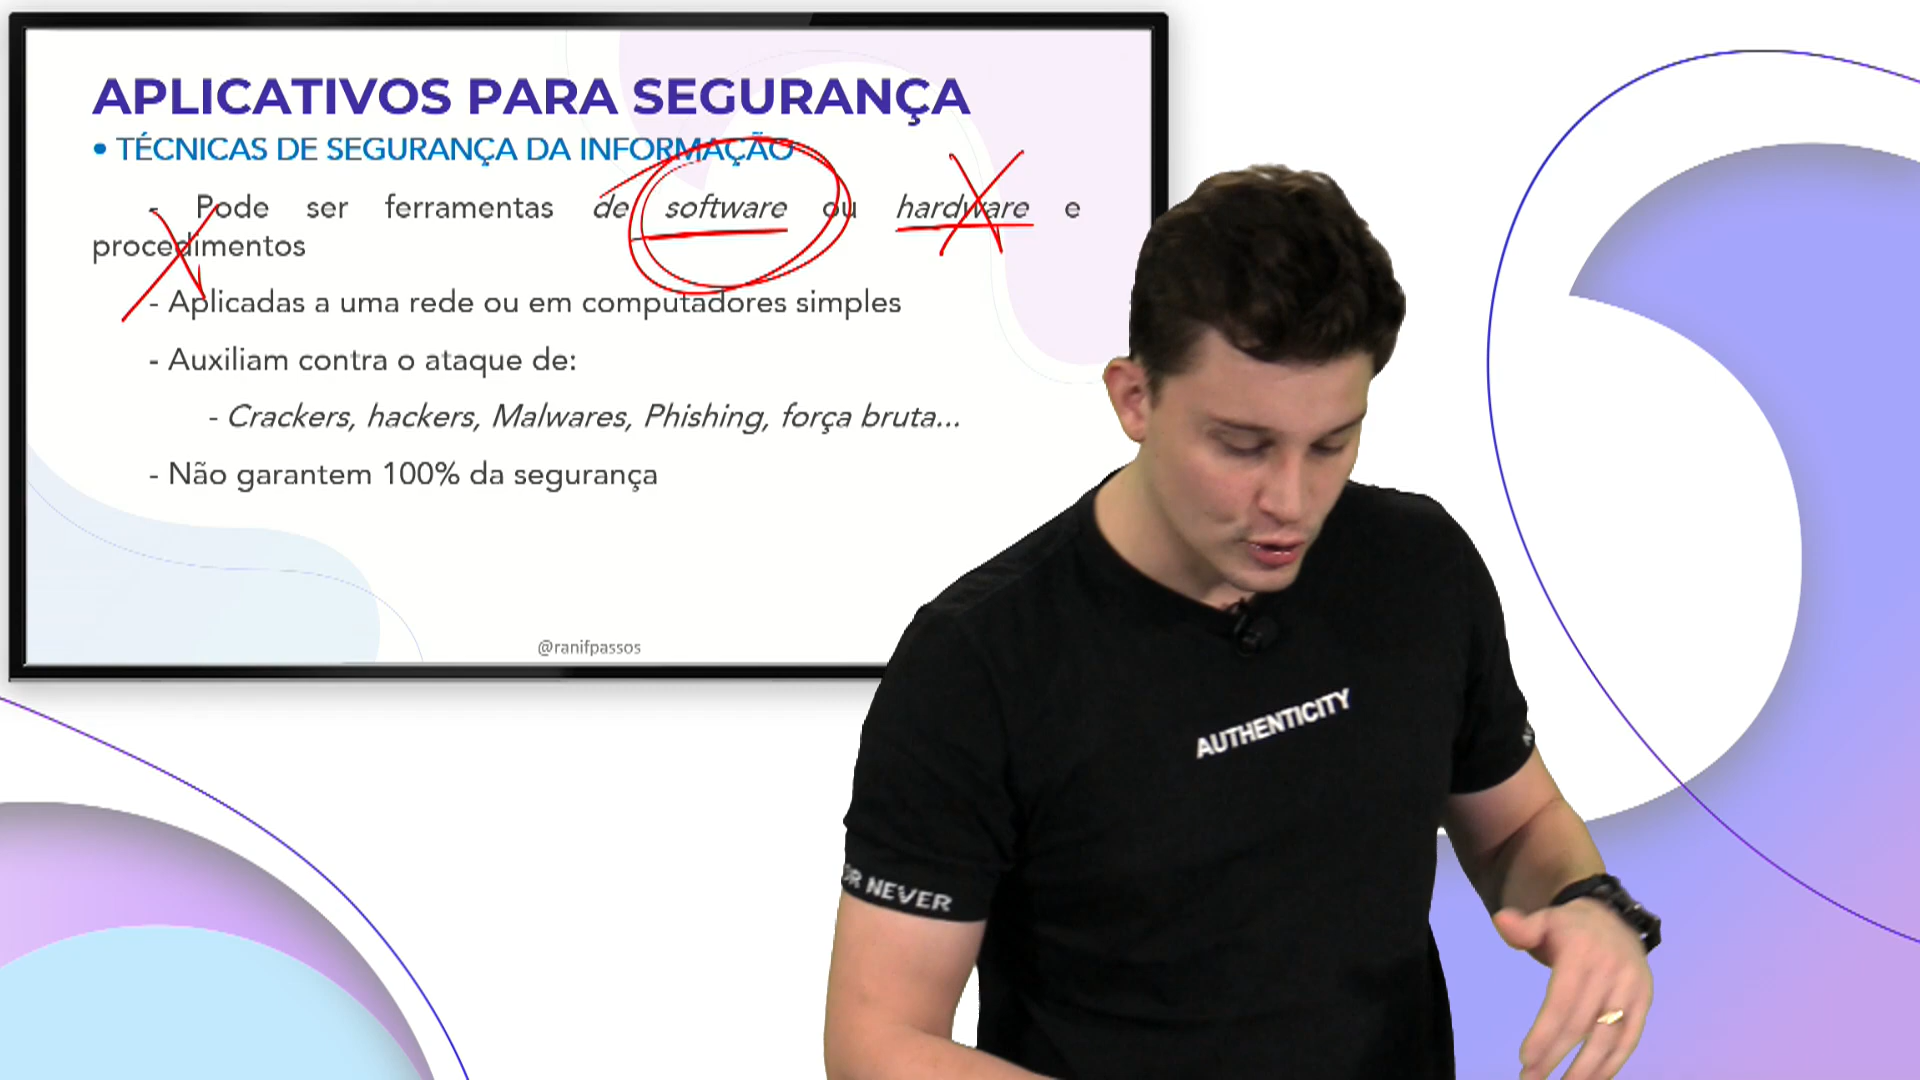 APLICATIVOS PARA SEGURANÇA
• TÉCNICAS DE SEGURANÇA DA INFORMAÇÃO
- Pode ser ferramentas de software ou hardware e
procedimentos
- Aplicadas a uma rede ou em computadores simples
- Auxiliam contra o ataque de:
- Crackers, hackers, Malwares, Phishing, força bruta...
- Não garantem 100% da segurança
@ranifpassos
AUTHENTICITY
OR NEVER